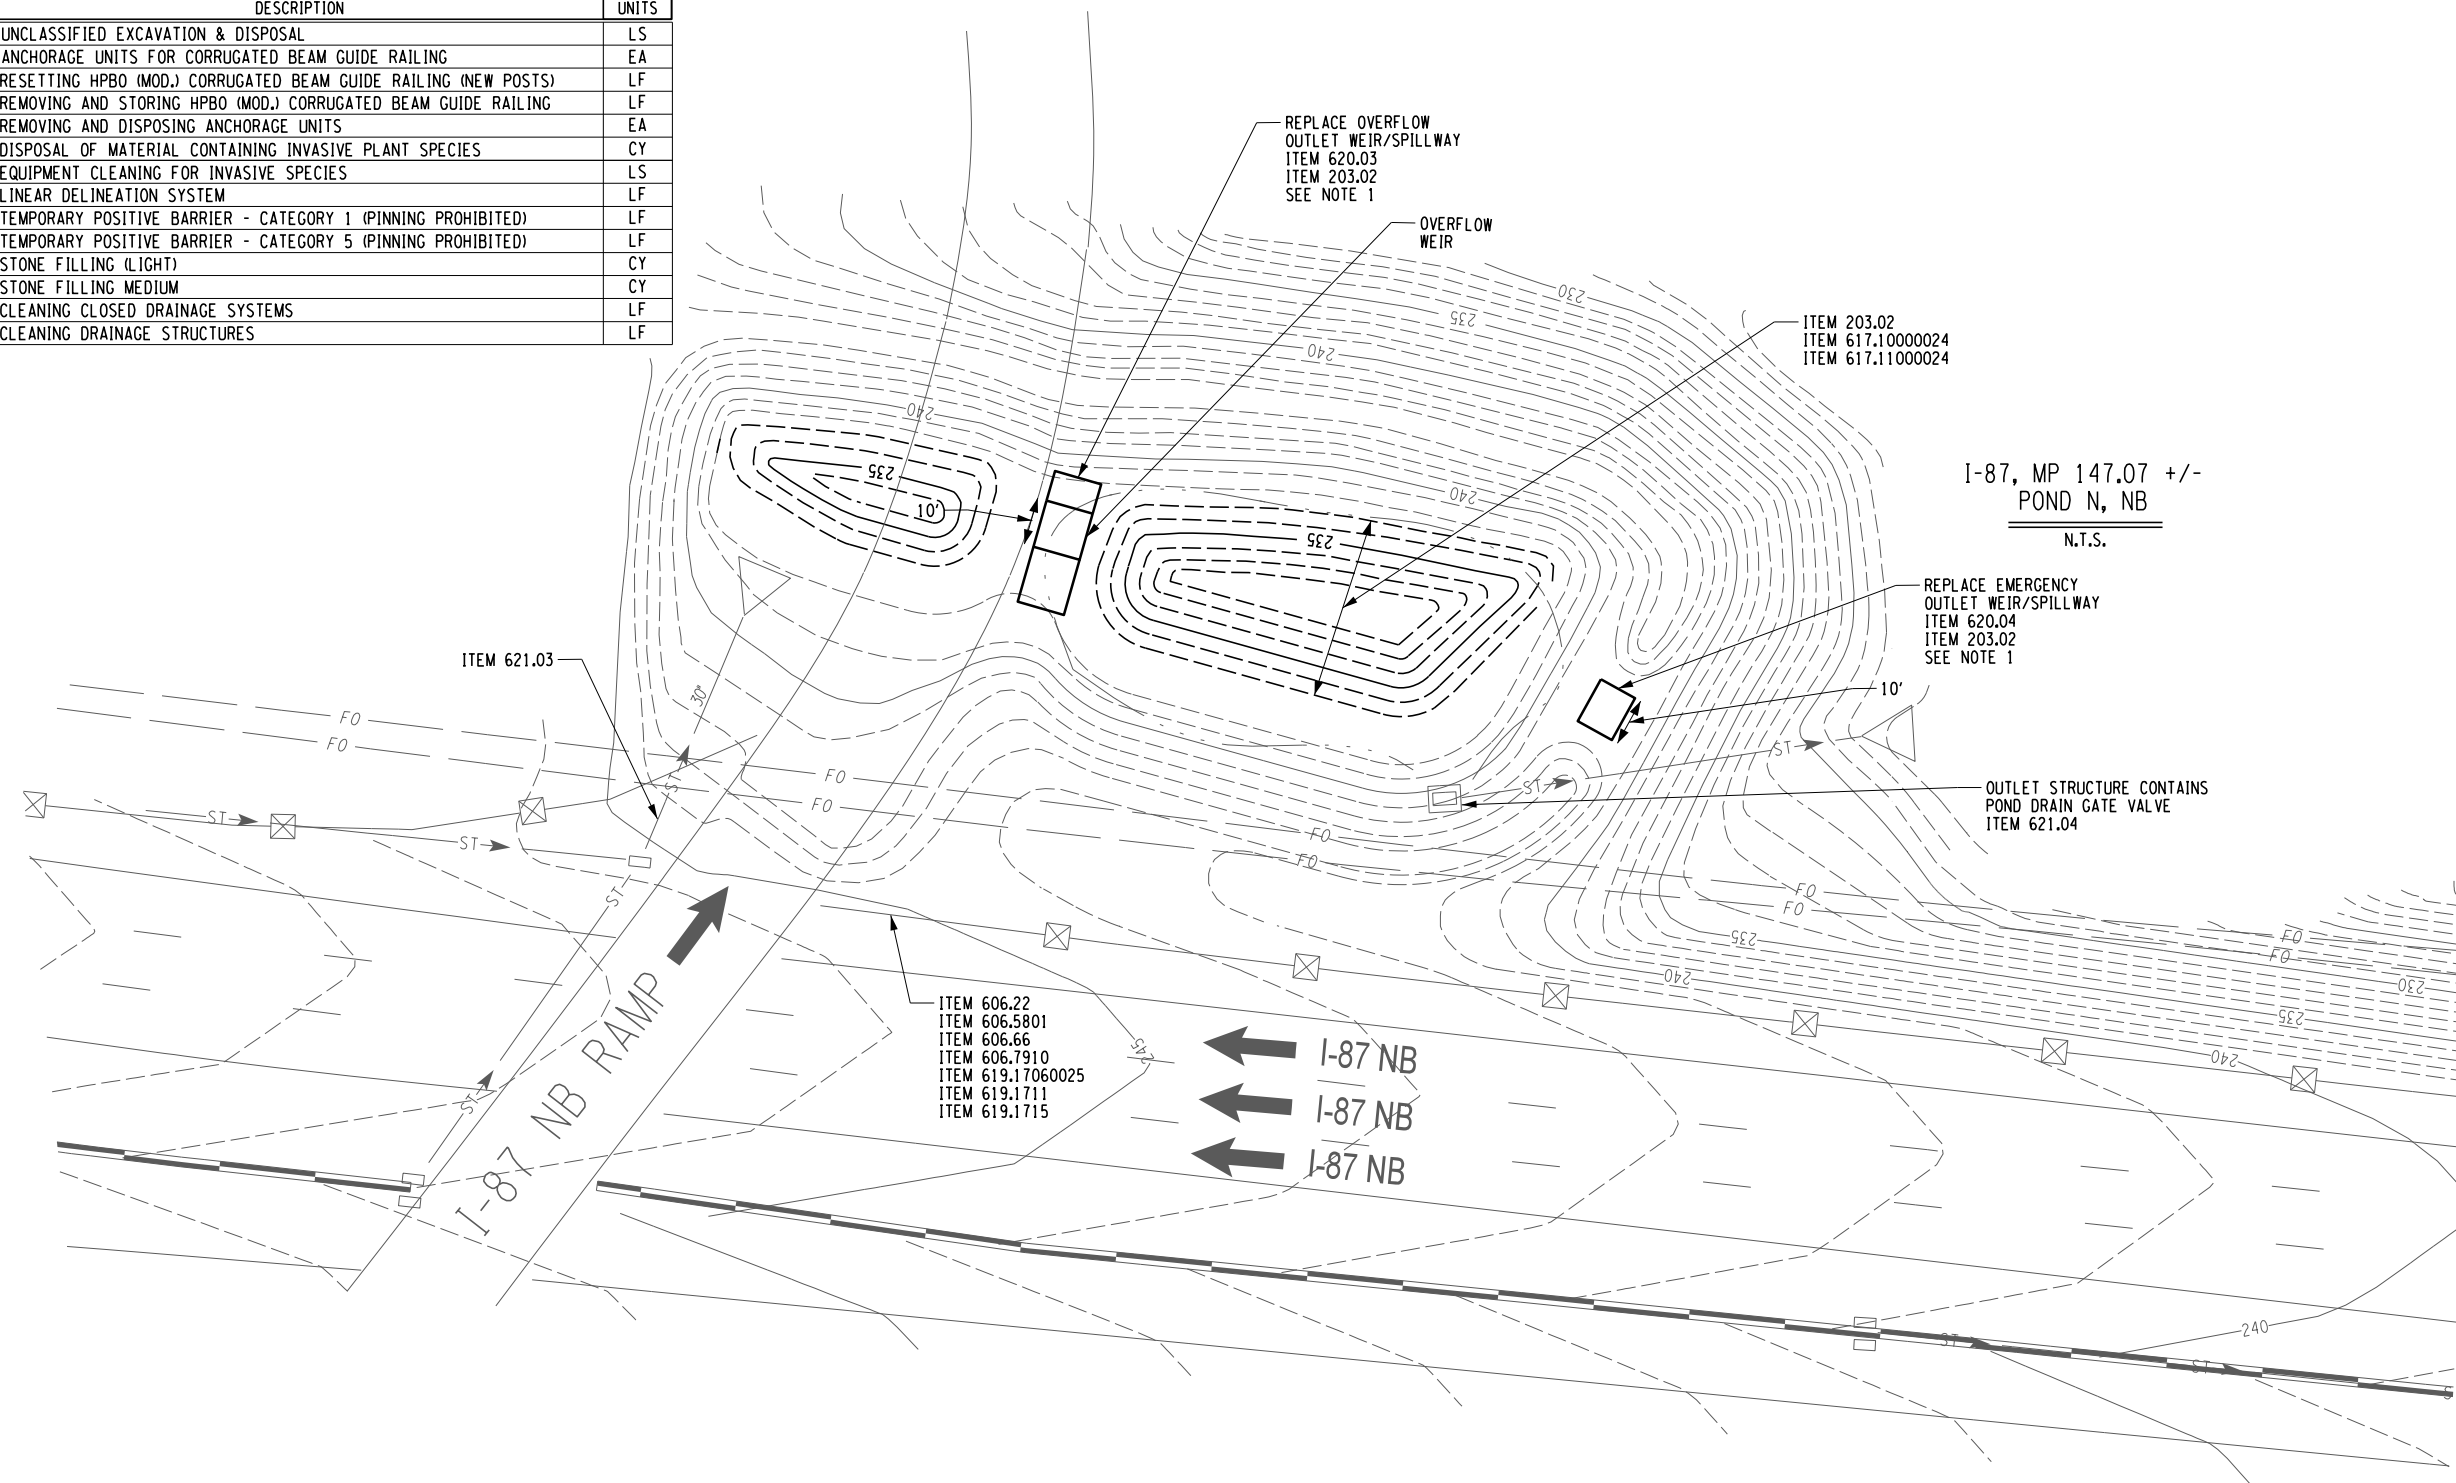 DESCRIPTION UNITS
UNCLASSIFIED EXCAVATION & DISPOSAL LS
ANCHORAGE UNITS FOR CORRUGATED BEAM GUIDE RAILING EA
RESETTING HPBO (MOD.) CORRUGATED BEAM GUIDE RAILING (NEW POSTS) LF
REMOVING AND STORING HPBO (MOD.) CORRUGATED BEAM GUIDE RAILING LF
REMOVING AND DISPOSING ANCHORAGE UNITS EA
DISPOSAL OF MATERIAL CONTAINING INVASIVE PLANT SPECIES CY
EQUIPMENT CLEANING FOR INVASIVE SPECIES LS
LINEAR DELINEATION SYSTEM LF
TEMPORARY POSITIVE BARRIER - CATEGORY 1 (PINNING PROHIBITED) LF
TEMPORARY POSITIVE BARRIER - CATEGORY 5 (PINNING PROHIBITED) LF
STONE FILLING (LIGHT) CY
STONE FILLING MEDIUM CY
CLEANING CLOSED DRAINAGE SYSTEMS LF
CLEANING DRAINAGE STRUCTURES LF
REPLACE OVERFLOW
OUTLET WEIR/SPILLWAY
ITEM 620.03
ITEM 203.02
SEE NOTE 1
OVERFLOW
WEIR
230
235
240
ITEM 203.02
ITEM 617.10000024
ITEM 617.11000024
240
235
10'
240
235
I-87, MP 147.07 +/-
POND N, NB
N.T.S.
REPLACE EMERGENCY
OUTLET WEIR/SPILLWAY
ITEM 620.04
ITEM 203.02
SEE NOTE 1
10'
ITEM 621.03
30"
FO
FO
FO
FO
ST
ST
ST
ST
ST
OUTLET STRUCTURE CONTAINS
POND DRAIN GATE VALVE
ITEM 621.04
FO
FO
FO
FO
ST
235
240
FO
FO
230
235
240
I-87 NB RAMP
ITEM 606.22
ITEM 606.5801
ITEM 606.66
ITEM 606.7910
ITEM 619.17060025
ITEM 619.1711
ITEM 619.1715
245
I-87 NB
I-87 NB
I-87 NB
ST
240
ST
ST
S